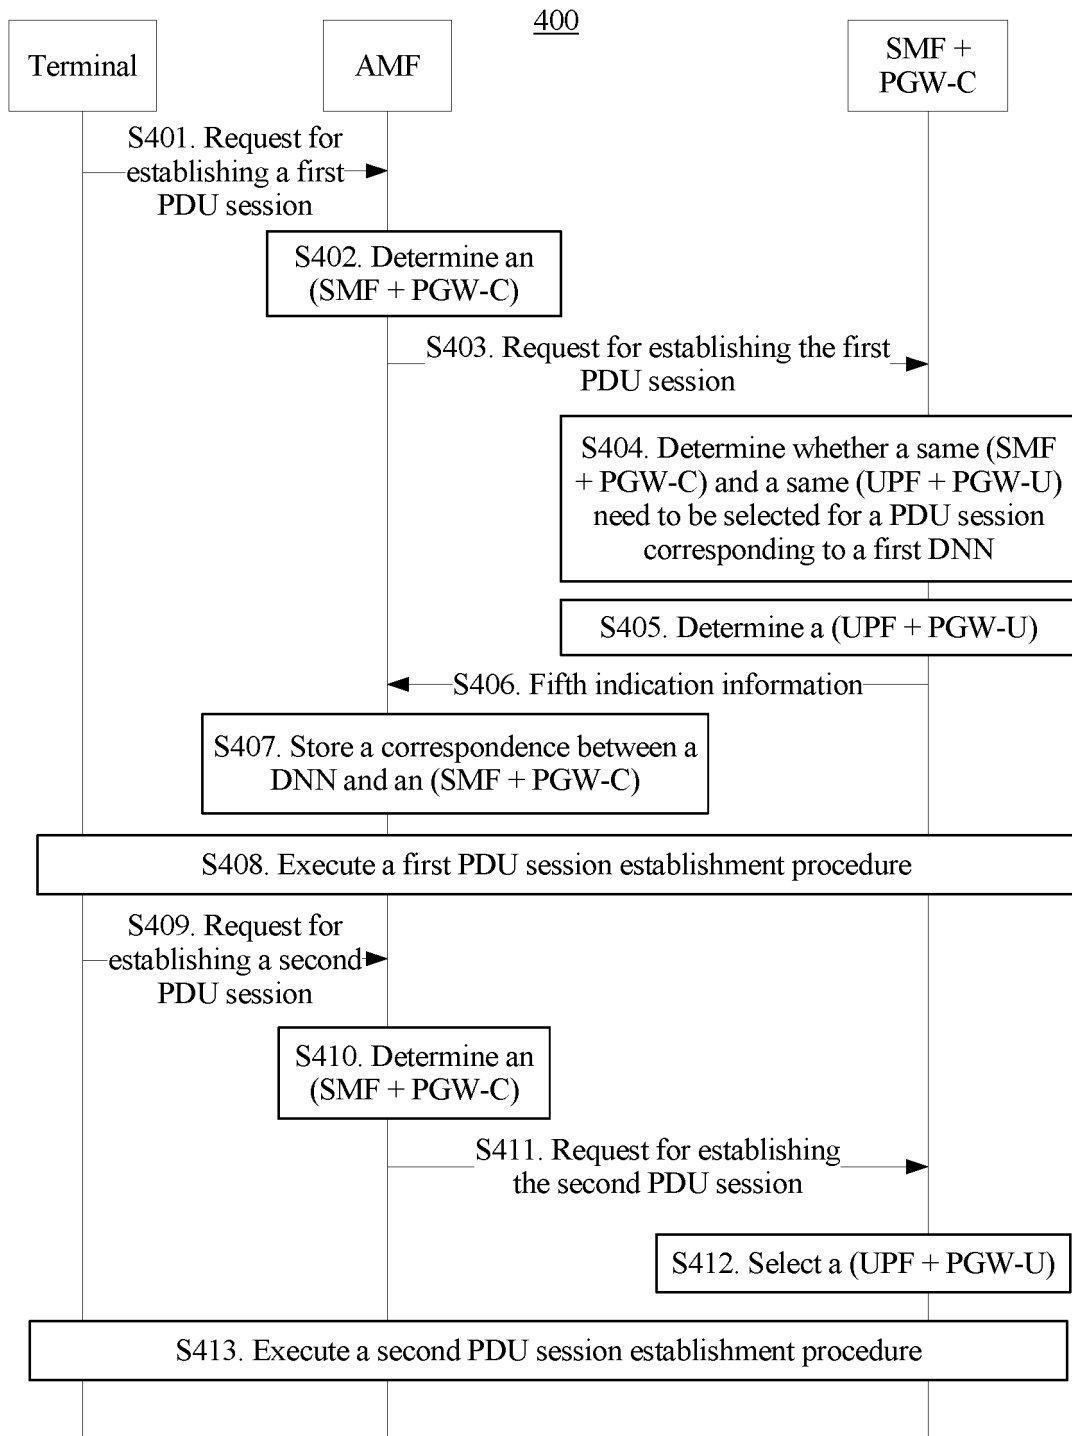 400
Terminal
AMF
SMF +
PGW-C
S401. Request for
establishing a first
PDU session
S402. Determine an
(SMF + PGW-C)
S403. Request for establishing the first
PDU session
S404. Determine whether a same (SMF
+ PGW-C) and a same (UPF + PGW-U)
need to be selected for a PDU session
corresponding to a first DNN
S405. Determine a (UPF + PGW-U)
S406. Fifth indication information
S407. Store a correspondence between a
DNN and an (SMF + PGW-C)
S408. Execute a first PDU session establishment procedure
S409. Request for
establishing a second
PDU session
S410. Determine an
(SMF + PGW-C)
S411. Request for establishing
the second PDU session
S412. Select a (UPF + PGW-U)
S413. Execute a second PDU session establishment procedure